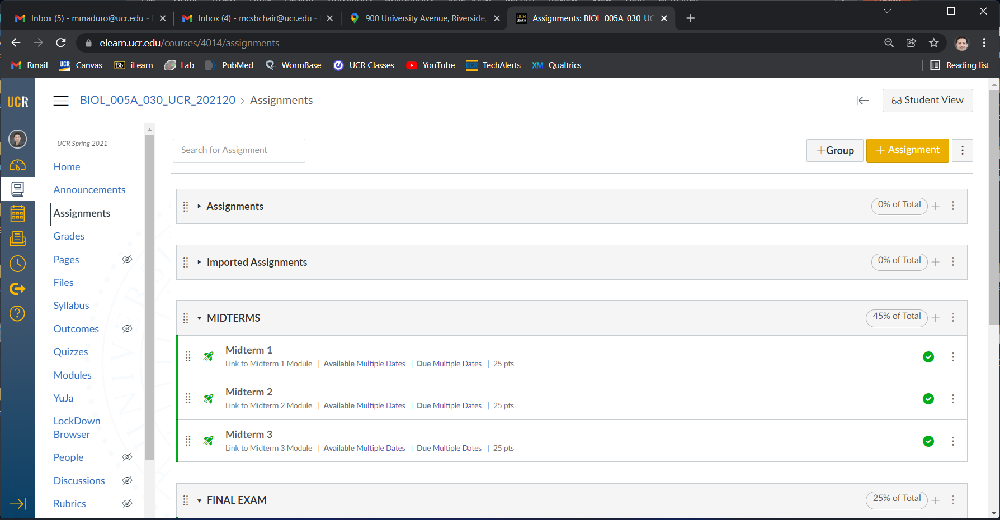 Inbox (5) - mmaduro@ucr.edu -
Inbox (4) - mcsbchair@ucr.edu -
900 University Avenue, Riverside,
Assignments: BIOL_005A_030_UC
elearn.ucr.edu/courses/4014/assignments
Rmail
Canvas
iLearn
Lab
PubMed
WormBase
UCR Classes
YouTube
TechAlerts
Qualtrics
Reading list
UCR
BIOL_005A_030_UCR_202120 > Assignments
Student View
UCR Spring 2021
Home
Announcements
Assignments
Grades
Pages
Files
Syllabus
Outcomes
Quizzes
Modules
YuJa
LockDown
Browser
People
Discussions
Rubrics
Search for Assignment
+Group
+ Assignment
Assignments
0% of Total
Imported Assignments
0% of Total
MIDTERMS
45% of Total
Midterm 1
Link to Midterm 1 Module | Available Multiple Dates | Due Multiple Dates | 25 pts
Midterm 2
Link to Midterm 2 Module | Available Multiple Dates | Due Multiple Dates | 25 pts
Midterm 3
Link to Midterm 3 Module | Available Multiple Dates | Due Multiple Dates | 25 pts
FINAL EXAM
25% of Total